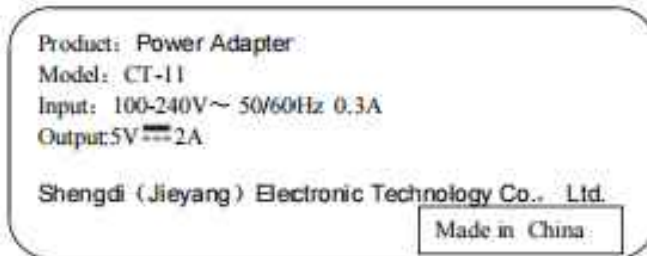 Product：Power Adapter
Model：CT-11
Input：100-240V～ 50/60Hz 0.3A
Output:5V⎓2A
Shengdi（Jieyang）Electronic Technology Co.，Ltd.
Made in China